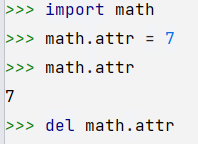 >>> import math
>>> math.attr = 7
>>> math.attr
7
>>> del math.attr